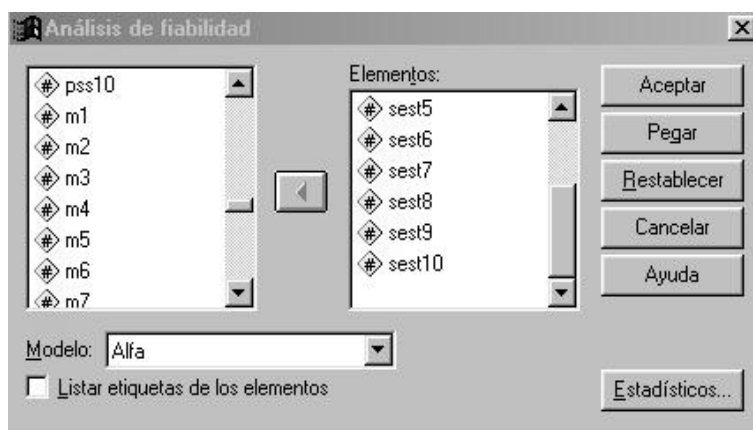 Análisis de fiabilidad
pss10
m1
m2
m3
m4
m5
m6
m7
Elementos:
sest5
sest6
sest7
sest8
sest9
sest10
Aceptar
Pegar
Restablecer
Cancelar
Ayuda
Modelo: Alfa
Listar etiquetas de los elementos
Estadísticos...